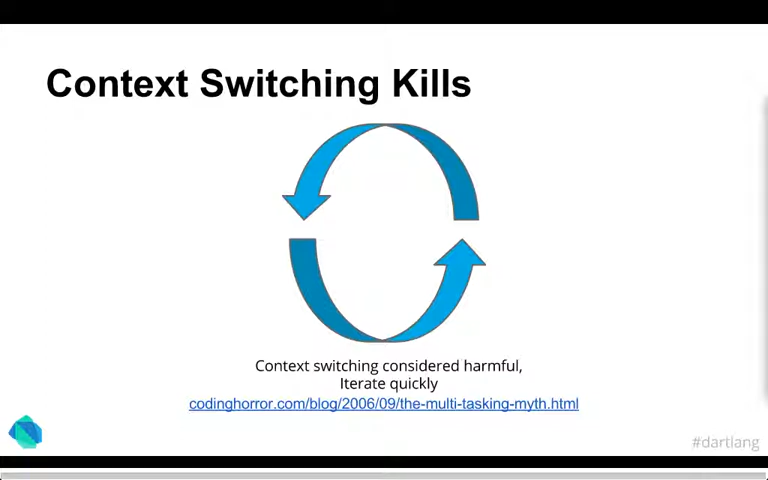 Context Switching Kills
Context switching considered harmful,
Iterate quickly
codinghorror.com/blog/2006/09/the-multi-tasking-myth.html
#dartlang